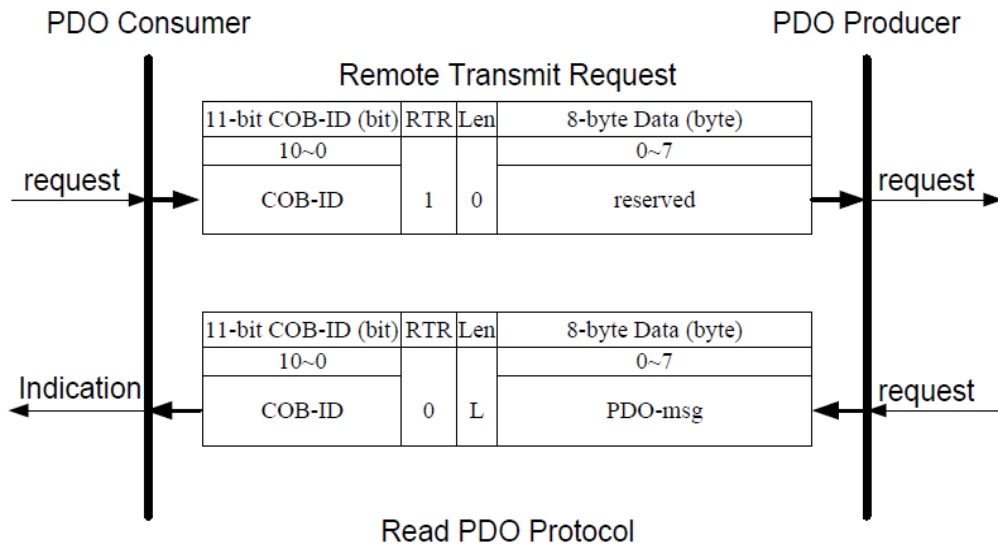 PDO Consumer PDO Producer
Remote Transmit Request
11-bit COB-ID (bit) RTR Len 8-byte Data (byte)
10~0 0~7
request request
COB-ID 1 0 reserved
11-bit COB-ID (bit) RTR Len 8-byte Data (byte)
10~0 0~7
Indication request
COB-ID 0 L PDO-msg
Read PDO Protocol